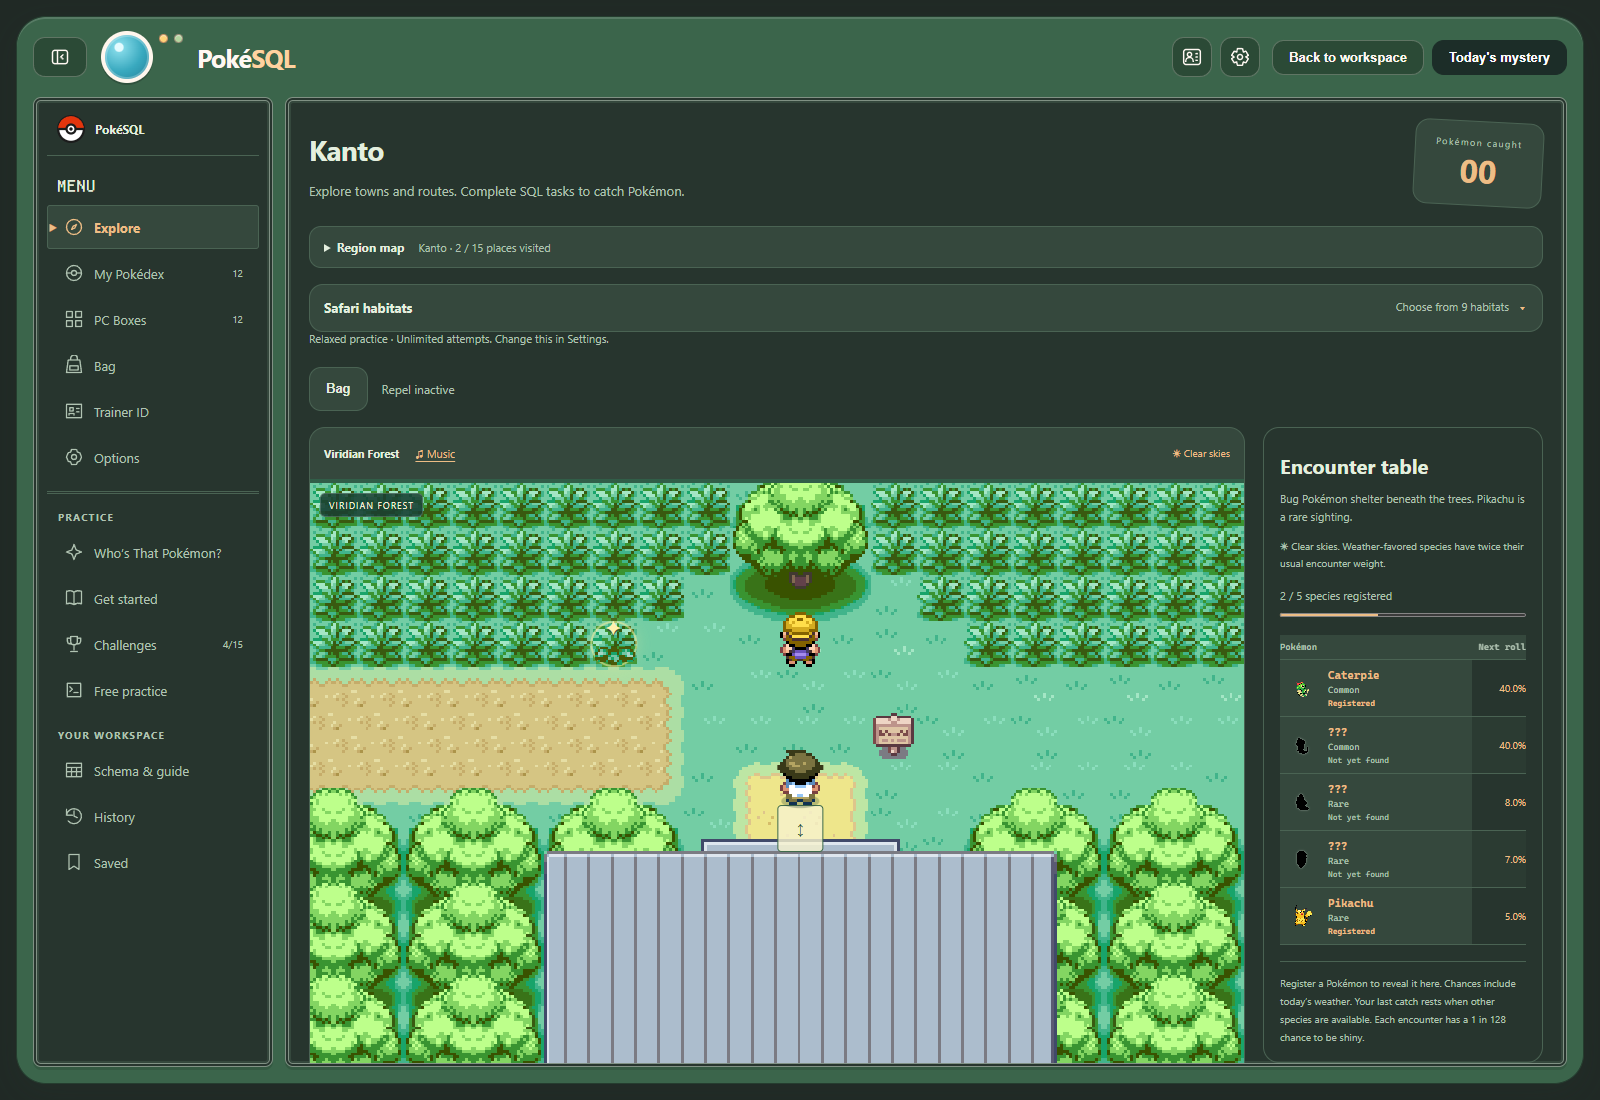 PokéSQL
Back to workspace
Today's mystery
PokéSQL
MENU
Explore
My Pokédex 12
PC Boxes 12
Bag
Trainer ID
Options
PRACTICE
Who's That Pokémon?
Get started
Challenges 4/15
Free practice
YOUR WORKSPACE
Schema & guide
History
Saved
Kanto
Explore towns and routes. Complete SQL tasks to catch Pokémon.
Pokémon caught
00
Region map Kanto · 2 / 15 places visited
Safari habitats Choose from 9 habitats
Relaxed practice · Unlimited attempts. Change this in Settings.
Bag Repel inactive
Viridian Forest ♫ Music ☀ Clear skies
VIRIDIAN FOREST
Encounter table
Bug Pokémon shelter beneath the trees. Pikachu is
a rare sighting.
☀ Clear skies. Weather-favored species have twice their
usual encounter weight.
2 / 5 species registered
Pokémon Next roll
Caterpie
Common
Registered
40.0%
???
Common
Not yet found
40.0%
???
Rare
Not yet found
8.0%
???
Rare
Not yet found
7.0%
Pikachu
Rare
Registered
5.0%
Register a Pokémon to reveal it here. Chances include
today's weather. Your last catch rests when other
species are available. Each encounter has a 1 in 128
chance to be shiny.